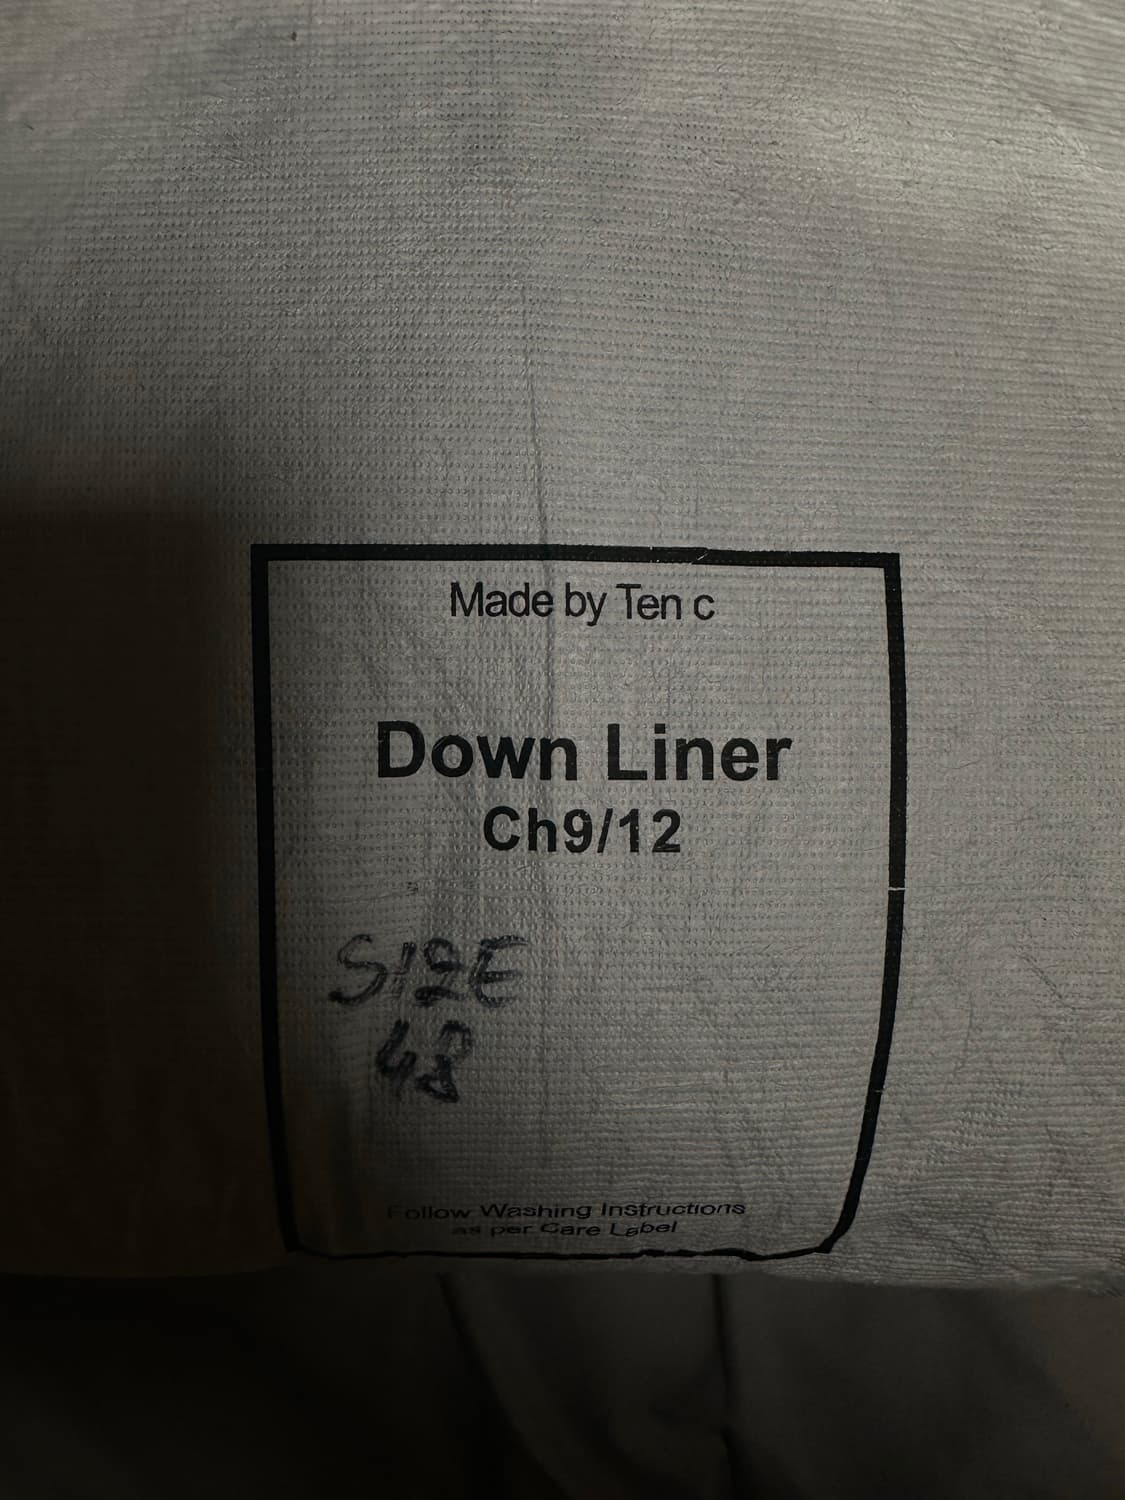 Made by Ten c
Down Liner
Ch9/12
SIZE
48
Follow Washing Instructions
as per Care Label